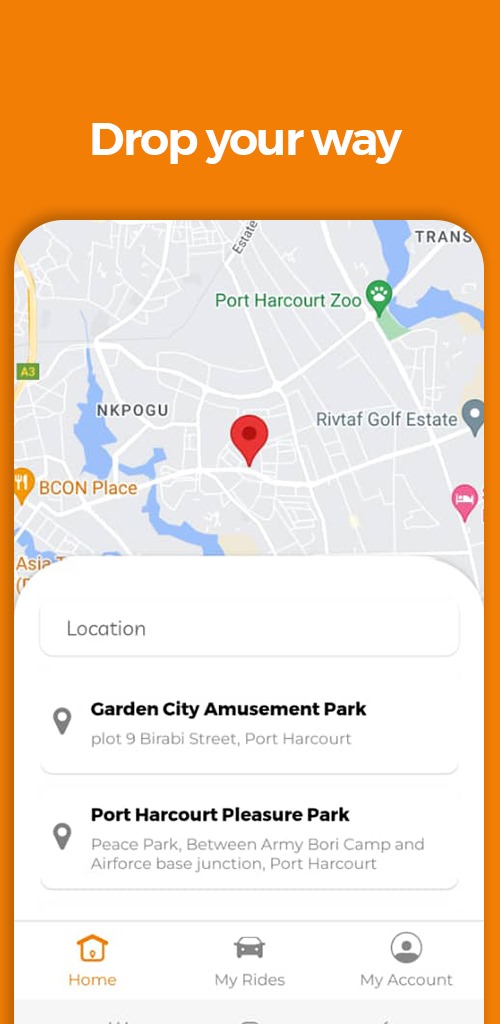 Drop your way
Estate
TRANS
Port Harcourt Zoo
A3
NKPOGU
Rivtaf Golf Estate
BCON Place
Location
Garden City Amusement Park
plot 9 Birabi Street, Port Harcourt
Port Harcourt Pleasure Park
Peace Park, Between Army Bori Camp and
Airforce base junction, Port Harcourt
Home
My Rides
My Account